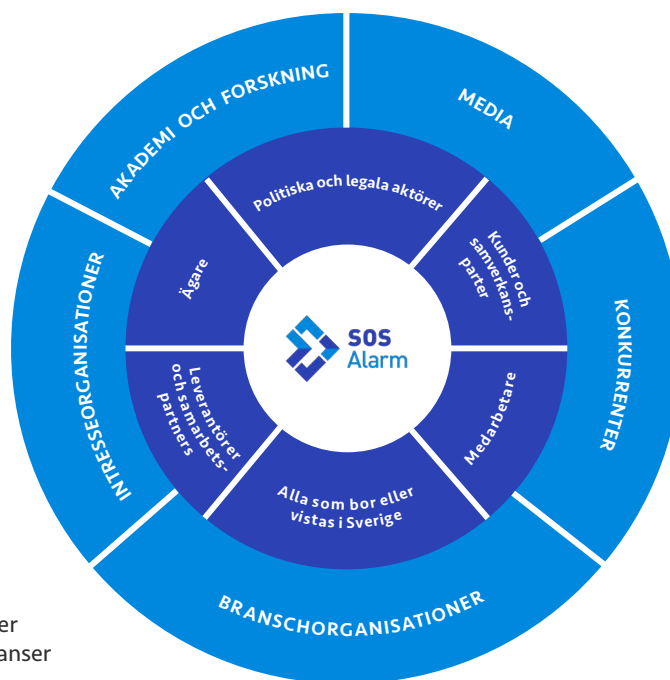 AKADEMI OCH FORSKNING
MEDIA
KONKURRENTER
BRANSCHORGANISATIONER
INTRESSEORGANISATIONER
Politiska och legala aktörer
Kunder och
samverkans-
parter
Medarbetare
Alla som bor eller
vistas i Sverige
Leverantörer
och samarbets-
partners
Ägare
SOS
Alarm
er
anser